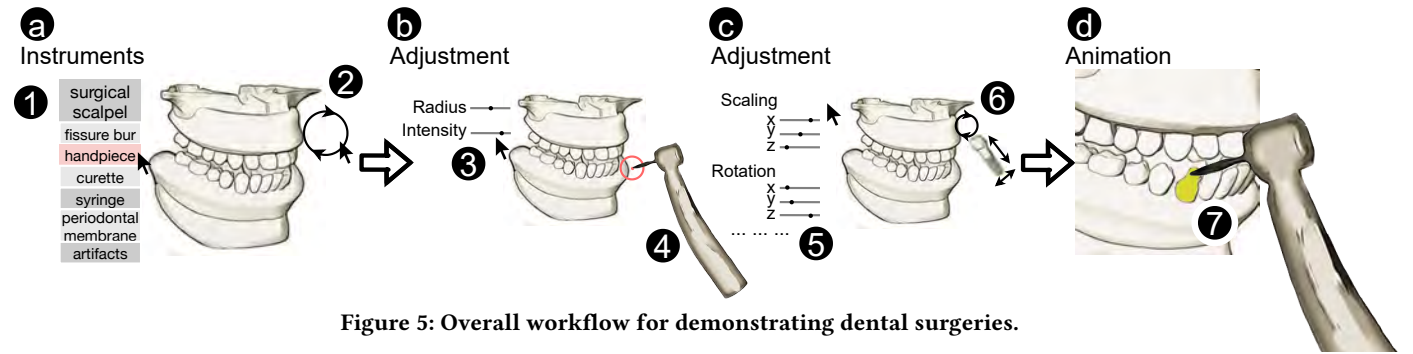 a
Instruments
1
surgical
scalpel
fissure bur
handpiece
curette
syringe
periodontal
membrane
artifacts
2
b
Adjustment
Radius
Intensity
3
4
c
Adjustment
Scaling
x
y
z
Rotation
x
y
z
... ... ...
5
6
d
Animation
7
Figure 5: Overall workflow for demonstrating dental surgeries.